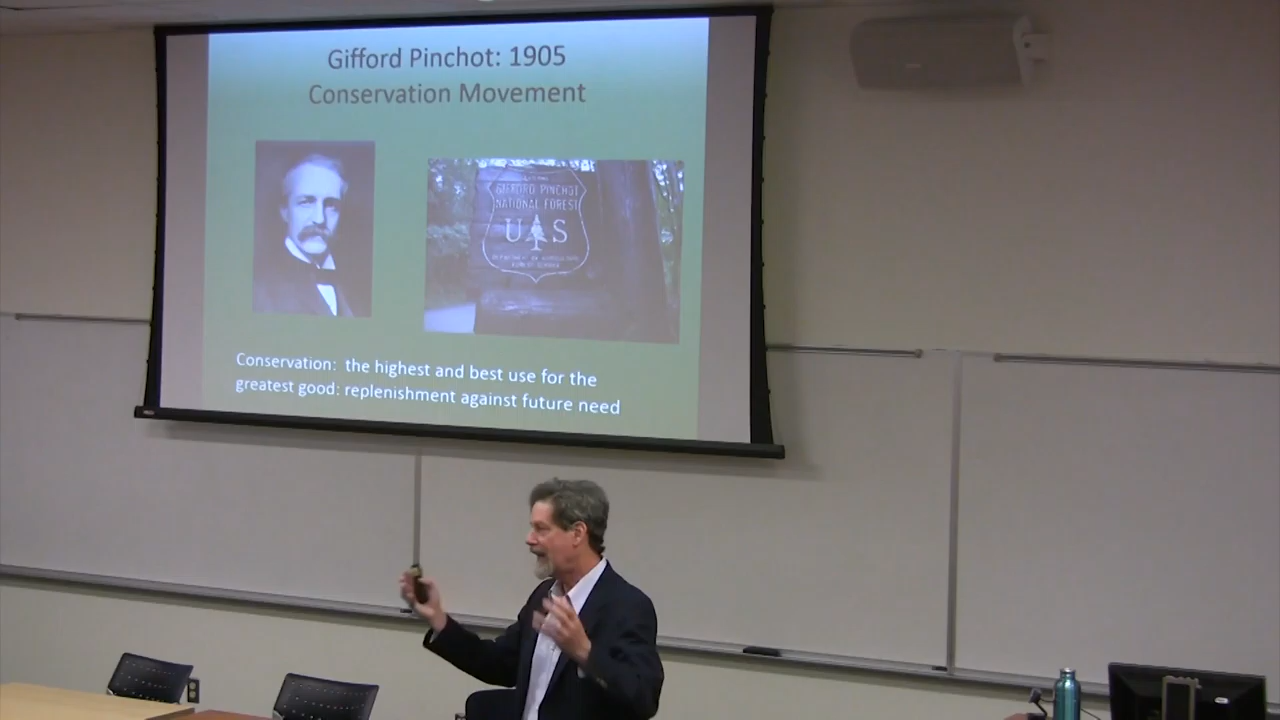 Gifford Pinchot: 1905
Conservation Movement
GIFFORD PINCHOT
NATIONAL FOREST
U S
Conservation: the highest and best use for the
greatest good: replenishment against future need